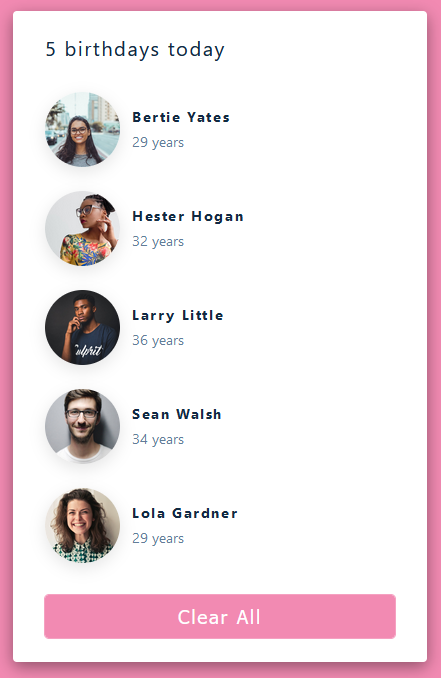 5 birthdays today
Bertie Yates
29 years
Hester Hogan
32 years
Larry Little
36 years
Sean Walsh
34 years
Lola Gardner
29 years
Clear All